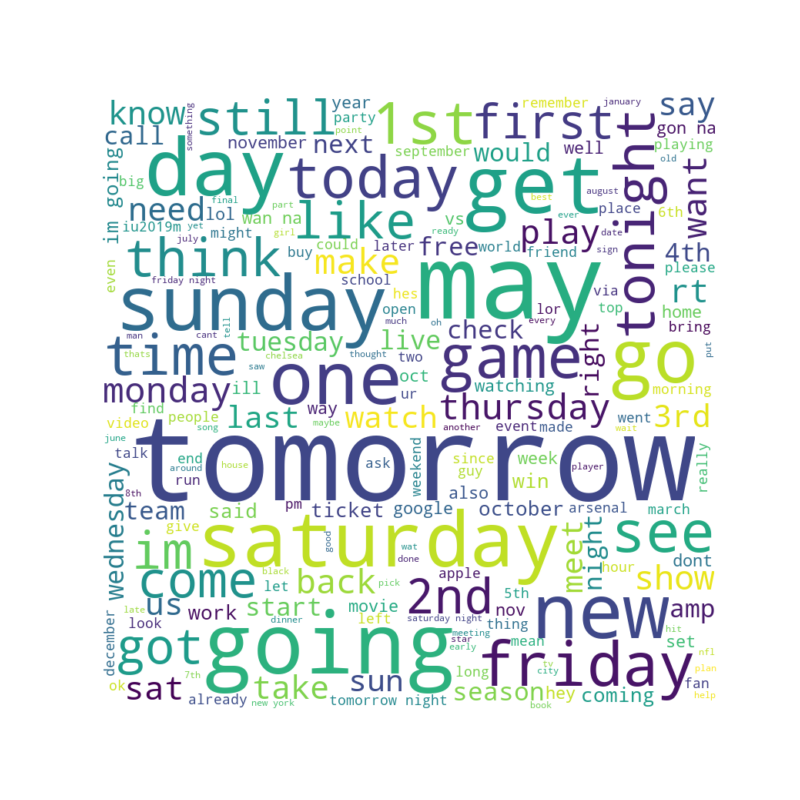 know
still
year
party
1st
first
remember
january
say
gon na
something
point
call
november
next
september
would
well
playing
im going
big
day
today
get
tonight
want
old
best
august
final
part
need
lol
like
vs
place
6th
iu2019m
yet
wan na
might
girl
could
later
free
world
play
ever
date
sign
4th
july
ready
friend
please
think
buy
make
may
even
friday night
school
hes
via
rt
sunday
open
much
oh
lor
every
top
home
bring
man
cant
tell
tuesday
live
check
right
put
time
thats
chelsea
thought
two
game
go
saw
one
oct
ur
watching
monday
ill
thursday
morning
find
song
maybe
way
another
event
made
went
wait
video
people
last
watch
3rd
june
tomorrow
talk
end
around
house
ask
weekend
since
week
player
really
8th
run
guy
win
wednesday
team
give
said
pm
ticket
google
also
october
arsenal
march
saturday
good
wat
done
meet
night
see
im
black
pick
apple
hour
dont
come
let
back
2nd
5th
show
us
work
start
movie
left
saturday night
nov
thing
new
amp
december
look
dinner
meeting
star
early
mean
set
hit
late
got
going
friday
nfl
ok
7th
long
tv
city
plan
sat
take
sun
season
hey
coming
fan
help
already
new york
tomorrow night
book